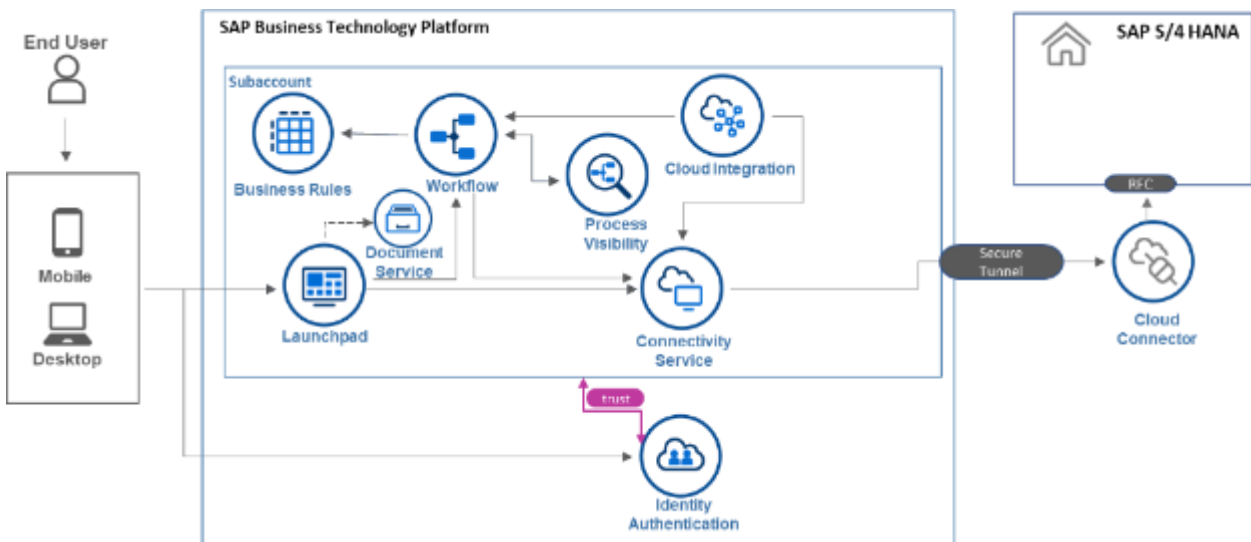 SAP Business Technology Platform
SAP S/4 HANA
End User
Subaccount
Business Rules
Workflow
Cloud Integration
Process
Visibility
Document
Service
Mobile
Desktop
Launchpad
Connectivity
Service
Secure
Tunnel
RFC
Cloud
Connector
trust
Identity
Authentication